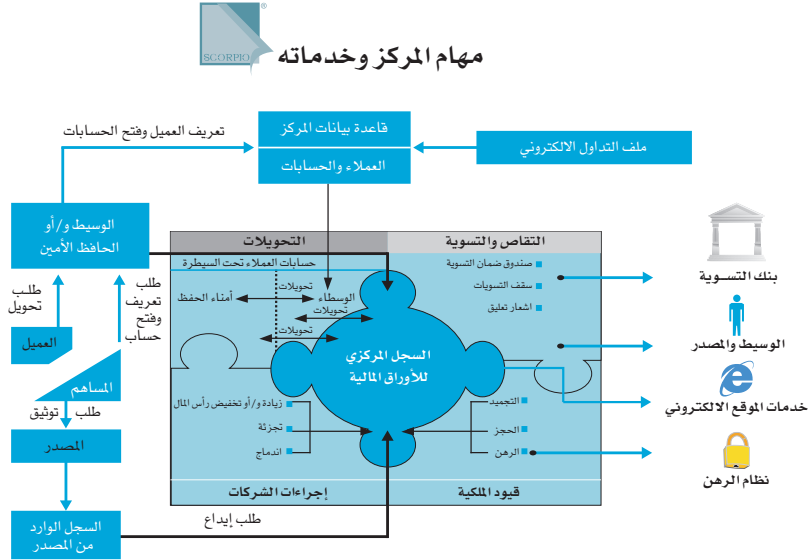 SCORPIO®
مهام المركز وخدماته
قاعدة بيانات المركز
العملاء والحسابات
ملف التداول الالكتروني
تعريف العميل وفتح الحسابات
الوسيط و/أو
الحافظ الأمين
التحويلات
التقاص والتسوية
حسابات العملاء تحت السيطرة
صندوق ضمان التسوية
سقف التسويات
اشعار تعليق
أمناء الحفظ
تحويلات
الوسطاء
تحويلات
تحويلات
السجل المركزي
للأوراق المالية
بنك التسـوية
الوسيط والمصدر
خدمات الموقع الالكتروني
نظام الرهن
طلـب
تحويل
طلب
تعريف
وفتح
حساب
العميل
المساهم
طلب توثيق
المصدر
السجل الوارد
من المصدر
طلب إيداع
زيادة و/أو تخفيض رأس المال
تجزئة
اندماج
التجميد
الحجز
الرهن
إجراءات الشركات
قيود الملكية